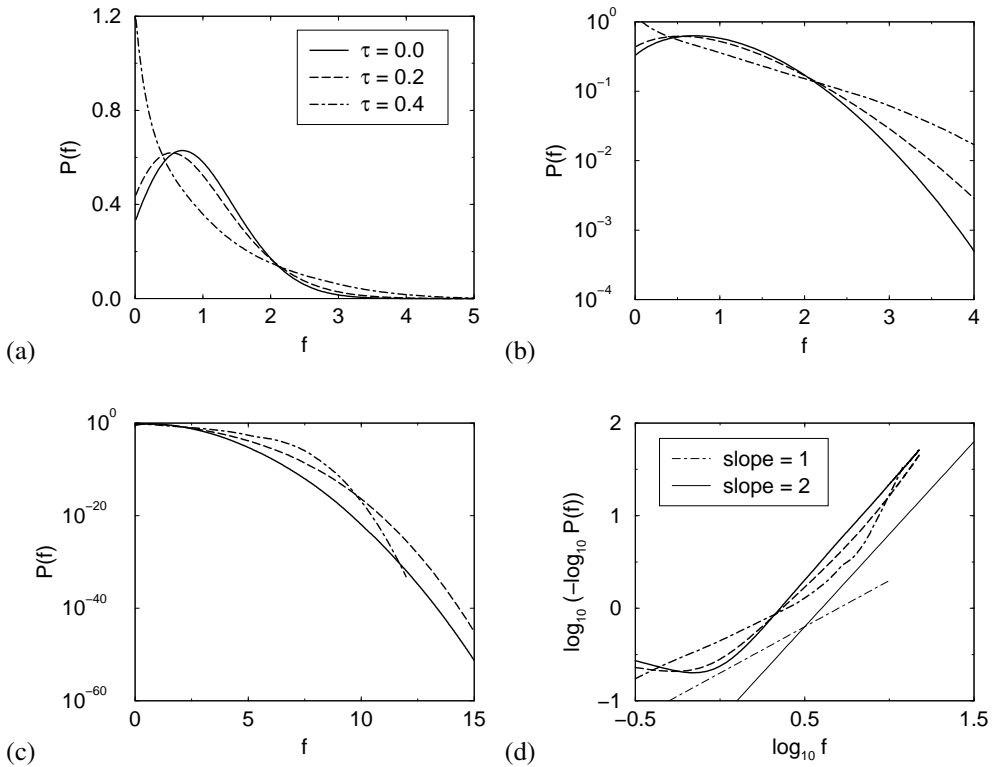 1.2
0.8
0.4
0.0
P(f)
τ = 0.0
τ = 0.2
τ = 0.4
0 1 2 3 4 5
f
(a)
10^0
10^−1
10^−2
10^−3
10^−4
P(f)
0 1 2 3 4
f
(b)
10^0
10^−20
10^−40
10^−60
P(f)
0 5 10 15
f
(c)
2
1
0
−1
log10 (−log10 P(f))
slope = 1
slope = 2
−0.5 0.5 1.5
log10 f
(d)